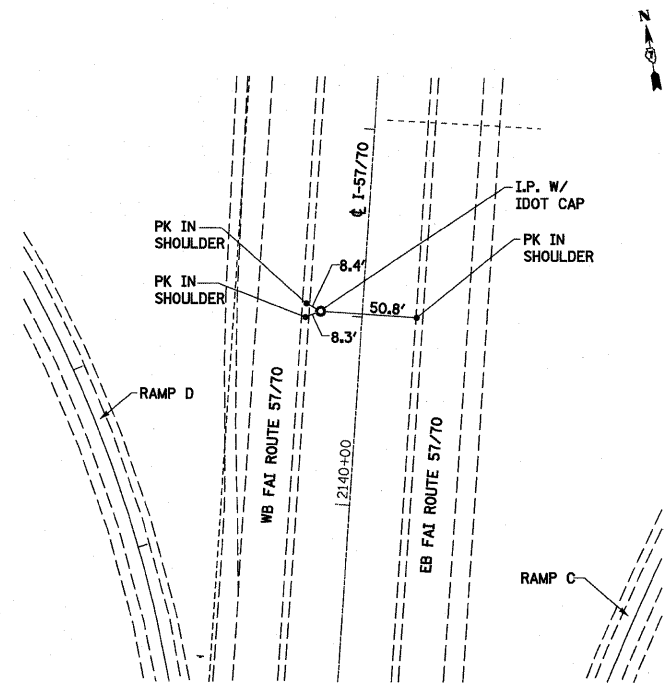 N
℄ I-57/70
I.P. W/
IDOT CAP
PK IN
SHOULDER
PK IN
SHOULDER
8.4'
PK IN
SHOULDER
50.8'
8.3'
RAMP D
WB FAI ROUTE 57/70
2140+00
EB FAI ROUTE 57/70
RAMP C